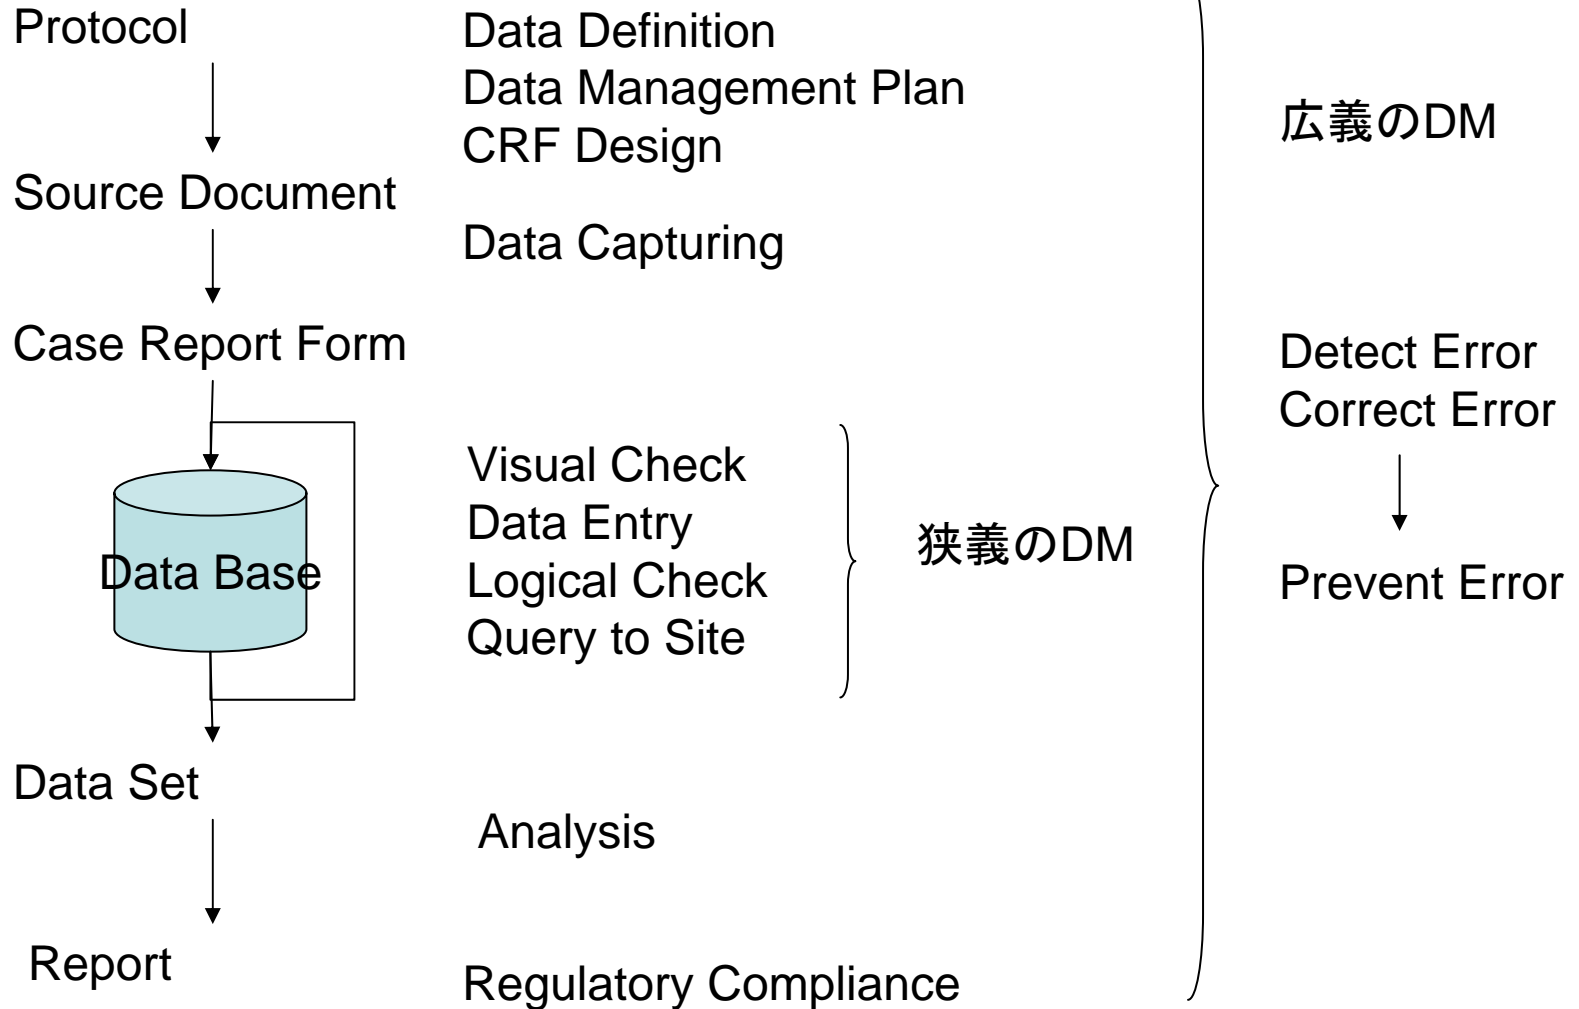 Protocol
Data Definition
Data Management Plan
CRF Design
広義のDM
Source Document
Data Capturing
Case Report Form
Detect Error
Correct Error
Visual Check
Data Entry
Logical Check
Query to Site
Data Base
狭義のDM
Prevent Error
Data Set
Analysis
Report
Regulatory Compliance